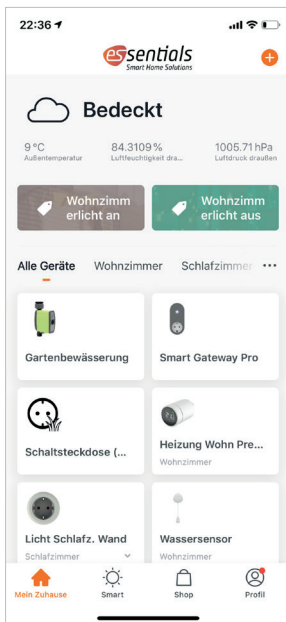 22:36
essentials
Smart Home Solutions
Bedeckt
9 °C
84.3109 %
1005.71 hPa
Außentemperatur
Luftfeuchtigkeit dra...
Luftdruck draußen
Wohnzimm
erlicht an
Wohnzimm
erlicht aus
Alle Geräte
Wohnzimmer
Schlafzimmer
Gartenbewässerung
Smart Gateway Pro
Schaltsteckdose (...
Heizung Wohn Pre...
Wohnzimmer
Licht Schlafz. Wand
Schlafzimmer
Wassersensor
Wohnzimmer
Mein Zuhause
Smart
Shop
Profil